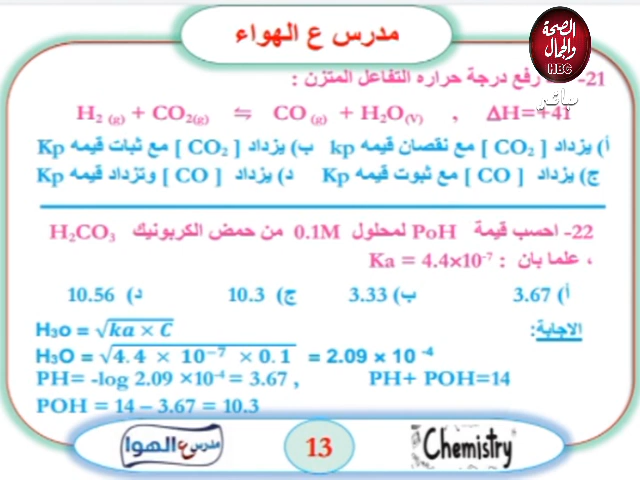 مدرس ع الهواء
الصحة
والجمال
HBC
مباشر
21- رفع درجة حراره التفاعل المتزن :
H₂ (g) + CO₂(g) ⇋ CO (g) + H₂O(V) , ΔH=+41
أ) يزداد [ CO₂ ] مع نقصان قيمه kp ب) يزداد [ CO₂ ] مع ثبات قيمه Kp
ج) يزداد [ CO ] مع ثبوت قيمه Kp د) يزداد [ CO ] وتزداد قيمه Kp
22- احسب قيمة PoH لمحلول 0.1M من حمض الكربونيك H₂CO₃
، علما بان : Ka = 4.4×10⁻⁷
أ) 3.67 ب) 3.33 ج) 10.3 د) 10.56
الاجابة:
H₃o = √ka × C
H₃O = √4.4 × 10⁻⁷ × 0.1 = 2.09 × 10 ⁻⁴
PH= -log 2.09 ×10⁻⁴ = 3.67 , PH+ POH=14
POH = 14 – 3.67 = 10.3
مدرس ع الهوا
13
Chemistry